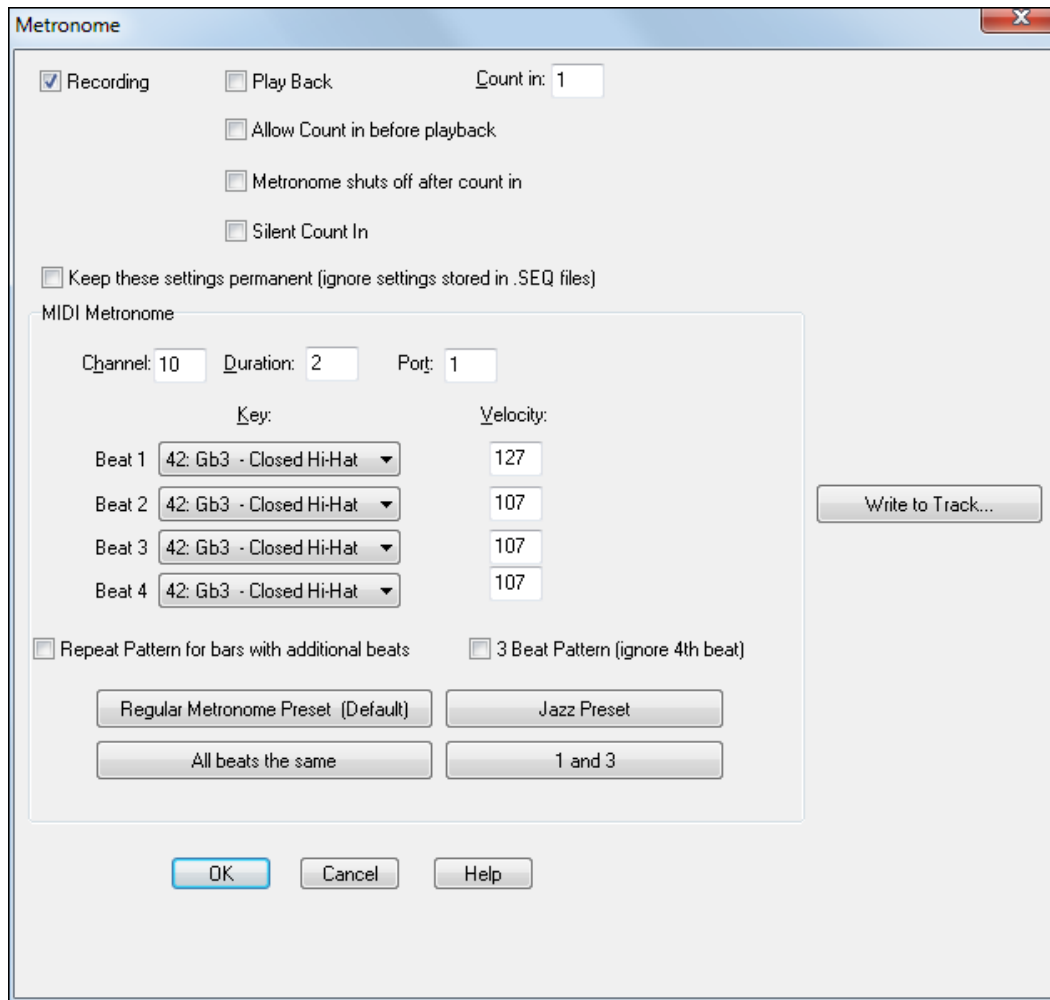 Metronome
X
Recording Play Back Count in: 1
Allow Count in before playback
Metronome shuts off after count in
Silent Count In
Keep these settings permanent (ignore settings stored in .SEQ files)
MIDI Metronome
Channel: 10 Duration: 2 Port: 1
Key: Velocity:
Beat 1 42: Gb3 - Closed Hi-Hat 127
Beat 2 42: Gb3 - Closed Hi-Hat 107 Write to Track...
Beat 3 42: Gb3 - Closed Hi-Hat 107
Beat 4 42: Gb3 - Closed Hi-Hat 107
Repeat Pattern for bars with additional beats 3 Beat Pattern (ignore 4th beat)
Regular Metronome Preset (Default) Jazz Preset
All beats the same 1 and 3
OK Cancel Help